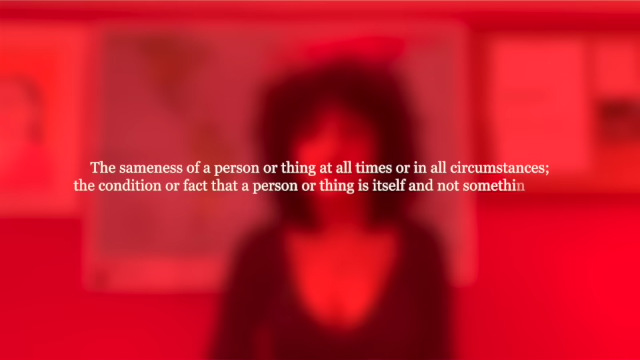 The sameness of a person or thing at all times or in all circumstances;
the condition or fact that a person or thing is itself and not somethin